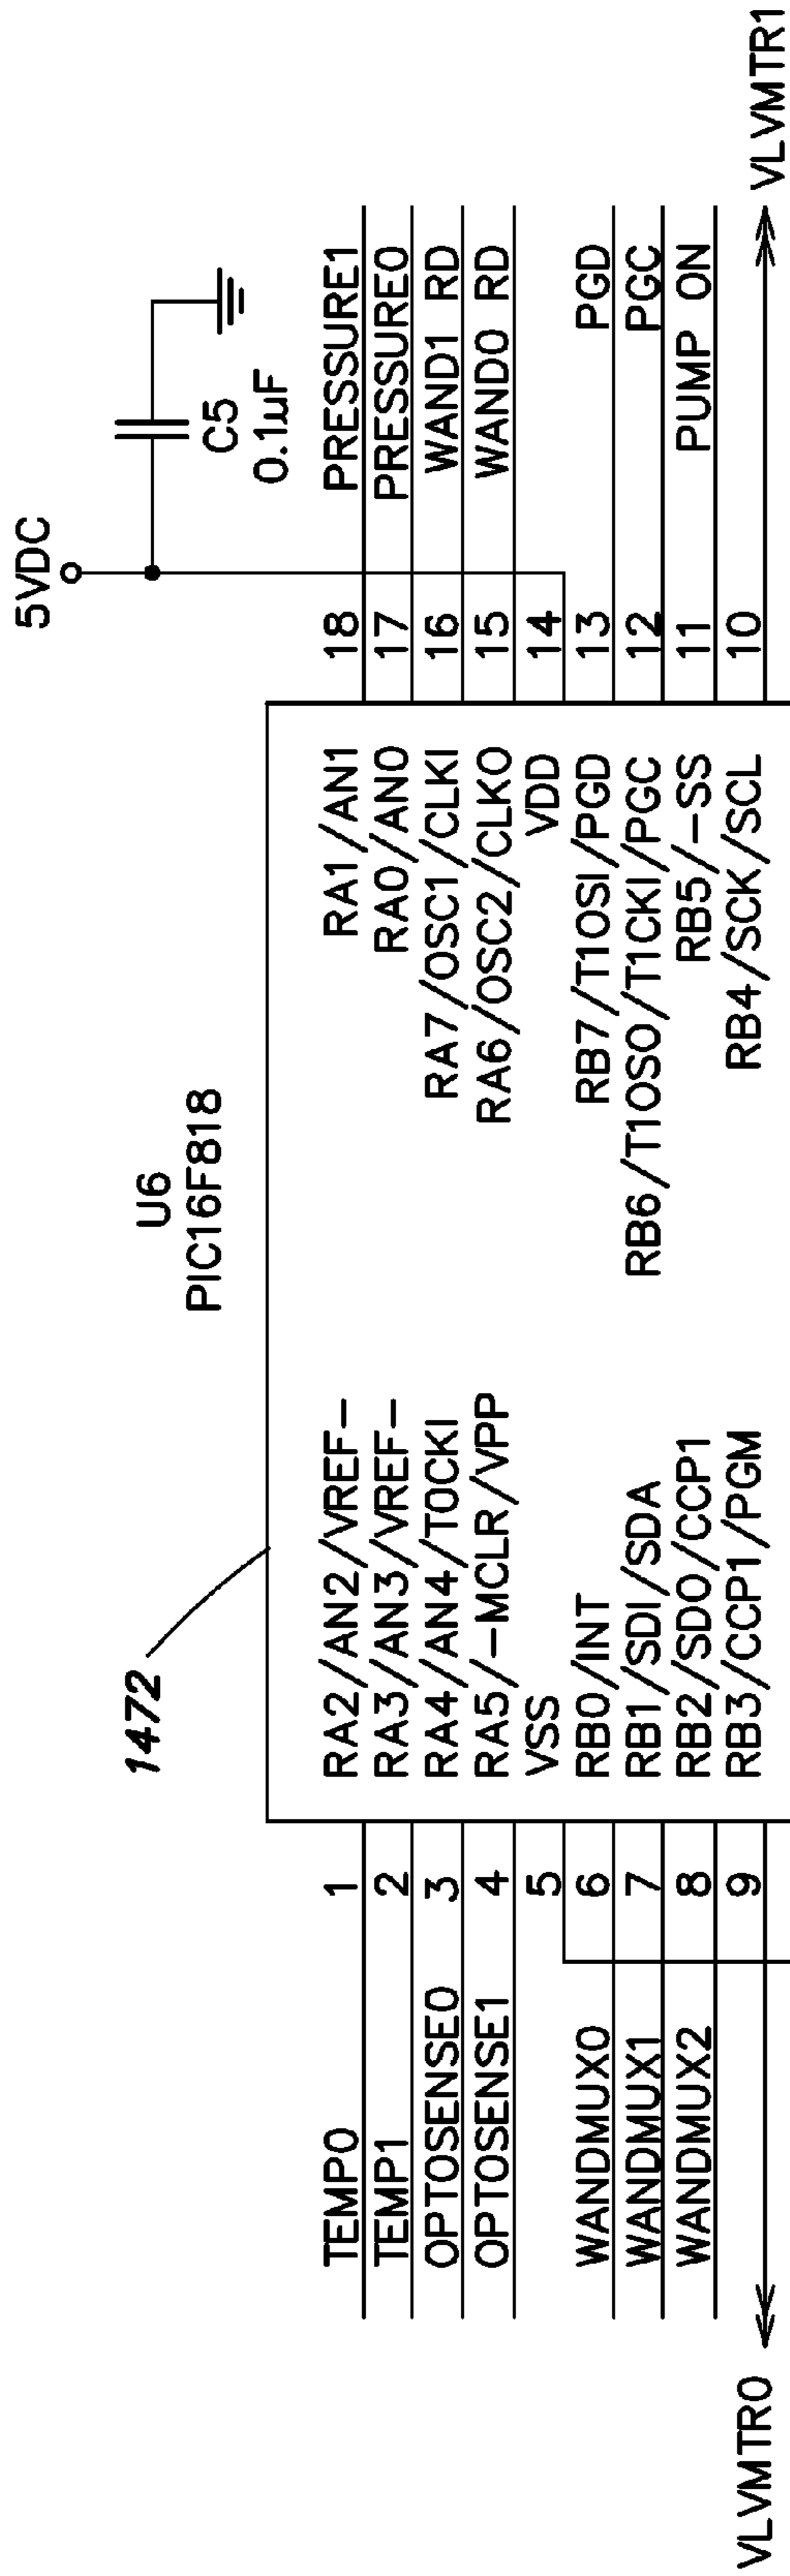 5VDC
C5
0.1µF
U6
PIC16F818
1472
TEMP0 1 RA2/AN2/VREF- RA1/AN1 18 PRESSURE1
TEMP1 2 RA3/AN3/VREF- RA0/AN0 17 PRESSURE0
OPTOSENSE0 3 RA4/AN4/T0CKI RA7/OSC1/CLKI 16 WAND1 RD
OPTOSENSE1 4 RA5/-MCLR/VPP RA6/OSC2/CLKO 15 WAND0 RD
5 VSS VDD 14
WANDMUX0 6 RB0/INT RB7/T1OSI/PGD 13 PGD
WANDMUX1 7 RB1/SDI/SDA RB6/T1OSO/T1CKI/PGC 12 PGC
WANDMUX2 8 RB2/SDO/CCP1 RB5/-SS 11 PUMP ON
VLVMTR0 9 RB3/CCP1/PGM RB4/SCK/SCL 10 VLVMTR1